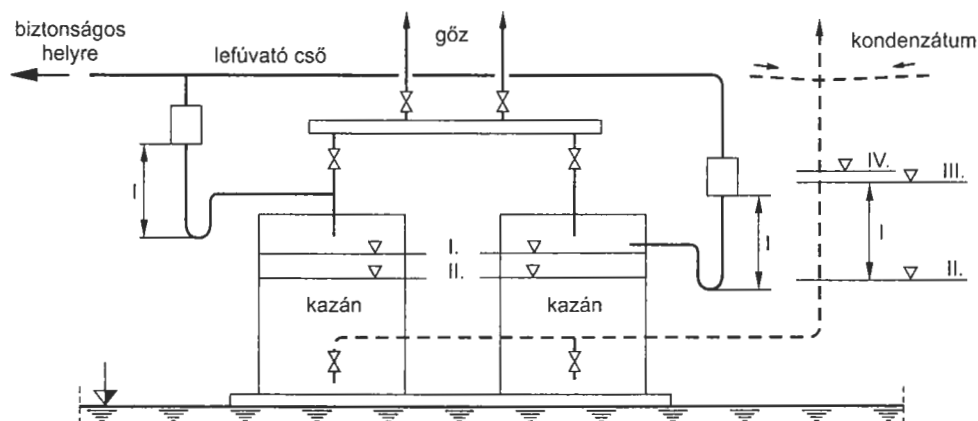 biztonságos
helyre
lefúvató cső
gőz
kondenzátum
IV.
III.
l
l
l
l
I.
II.
II.
kazán
kazán